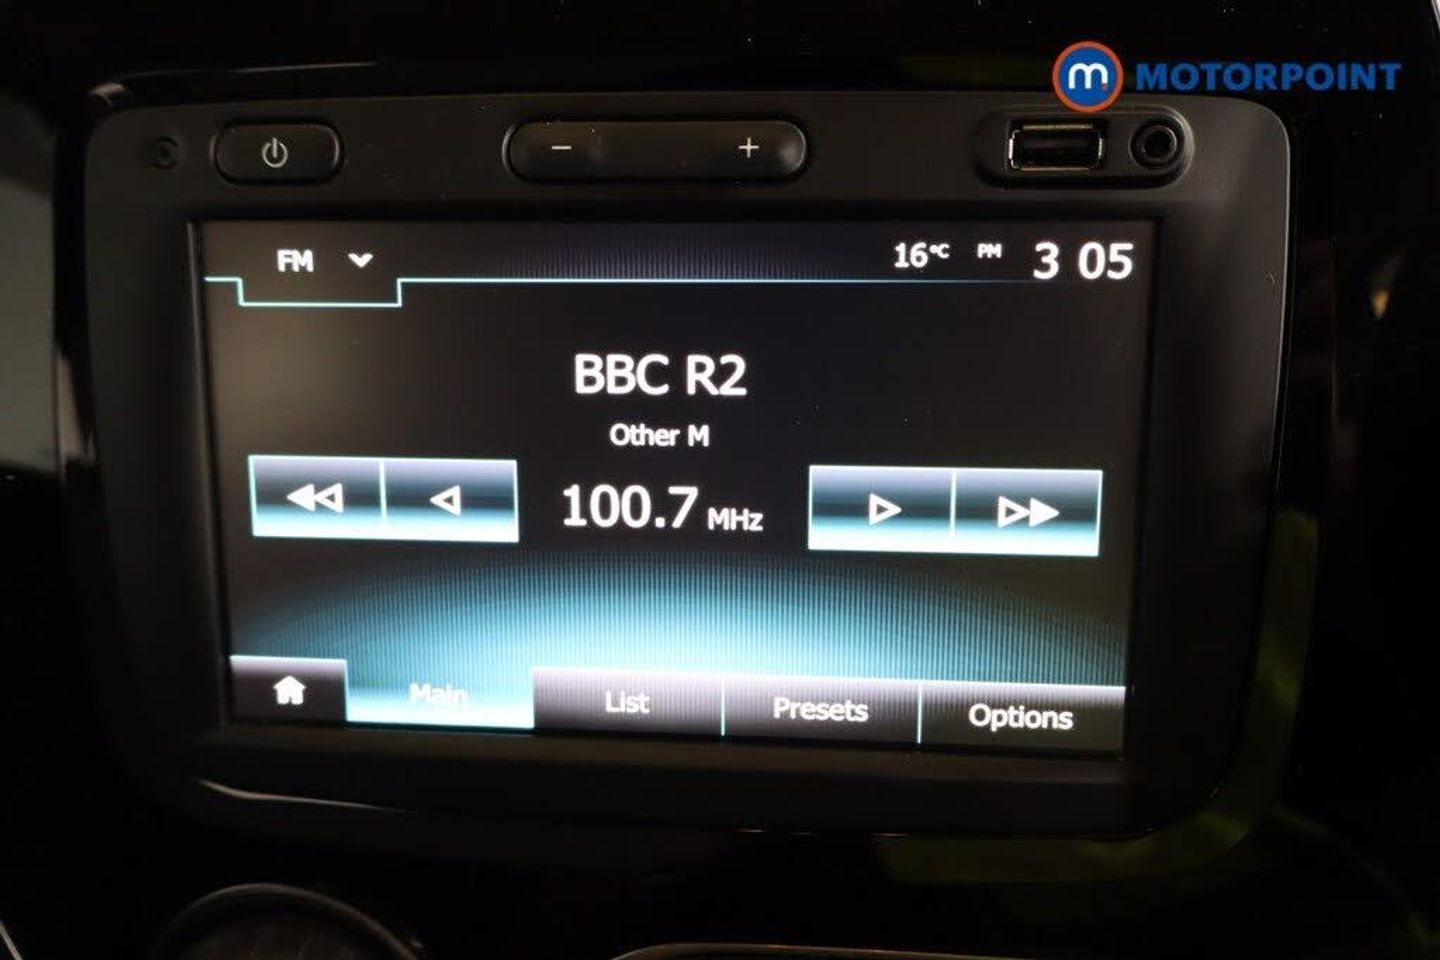 m MOTORPOINT
− +
FM 16°C PM 3 05
BBC R2
Other M
100.7 MHz
Main List Presets Options